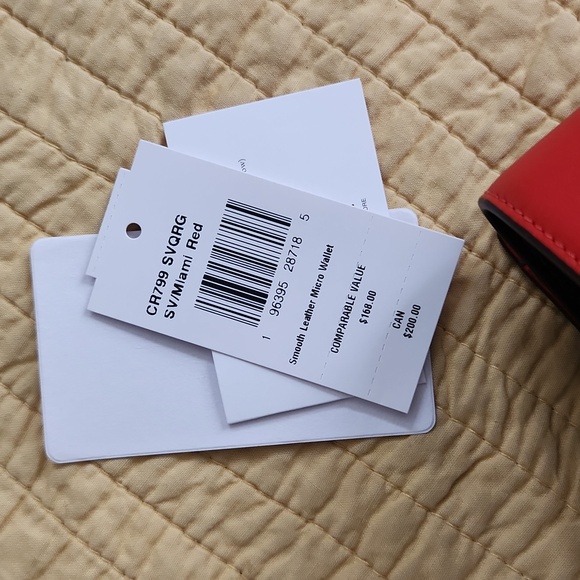 CR799 SVQRG
SV/Miami Red
1 96395 28718 5
Smooth Leather Micro Wallet
COMPARABLE VALUE
$168.00
CAN
$200.00